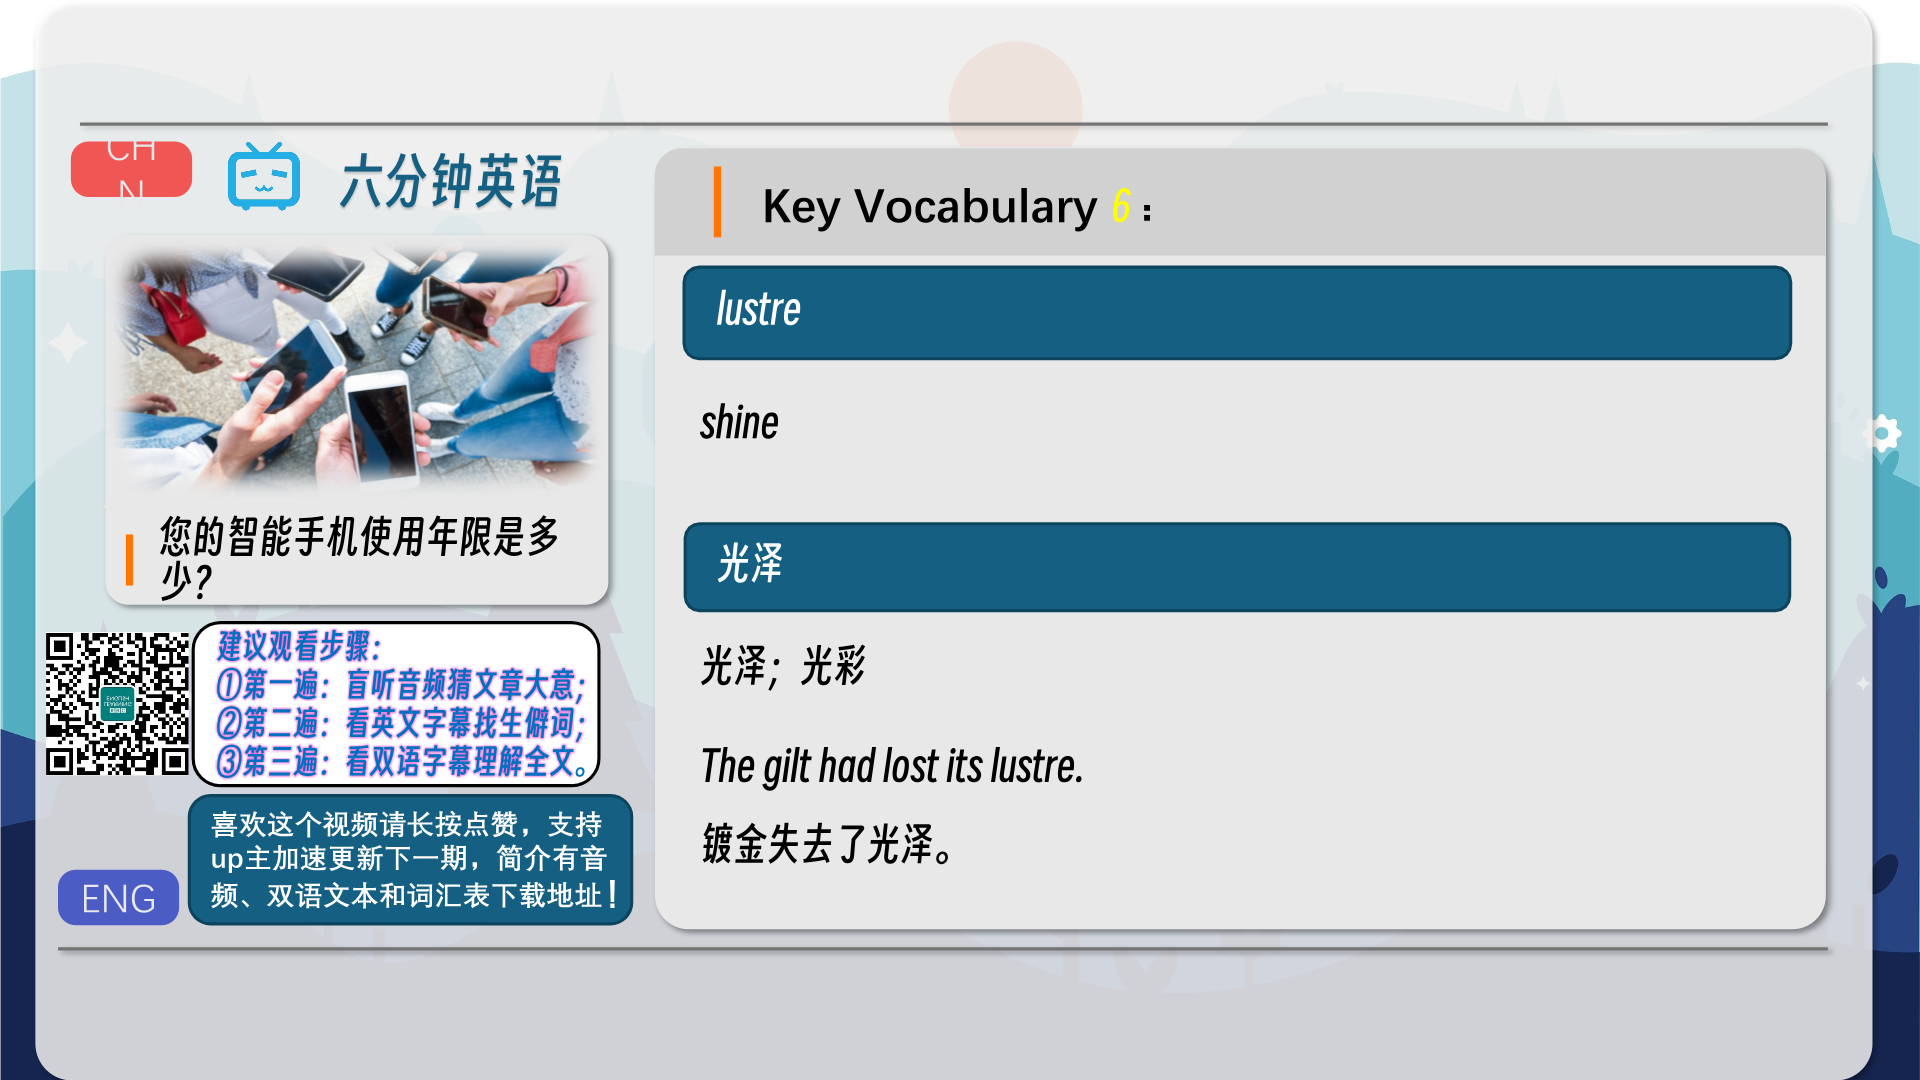 CH
N
六分钟英语
您的智能手机使用年限是多
少?
建议观看步骤：
①第一遍：盲听音频猜文章大意；
②第二遍：看英文字幕找生僻词；
③第三遍：看双语字幕理解全文。
喜欢这个视频请长按点赞，支持
up主加速更新下一期，简介有音
频、双语文本和词汇表下载地址！
ENG
Key Vocabulary 6：
lustre
shine
光泽
光泽；光彩
The gilt had lost its lustre.
镀金失去了光泽。